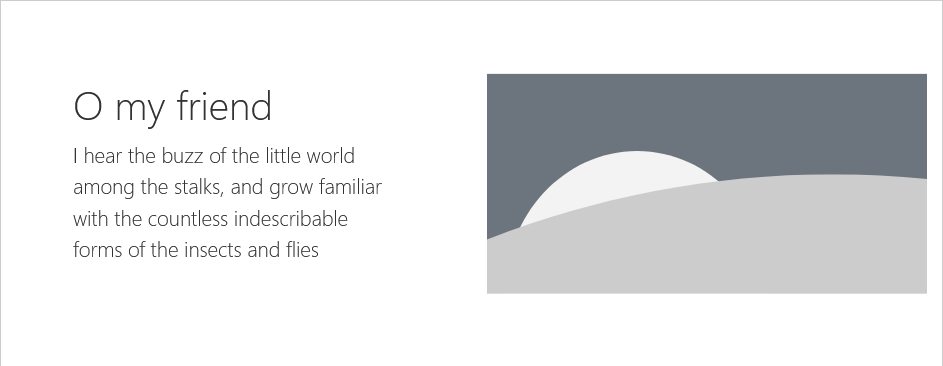 O my friend
I hear the buzz of the little world
among the stalks, and grow familiar
with the countless indescribable
forms of the insects and flies